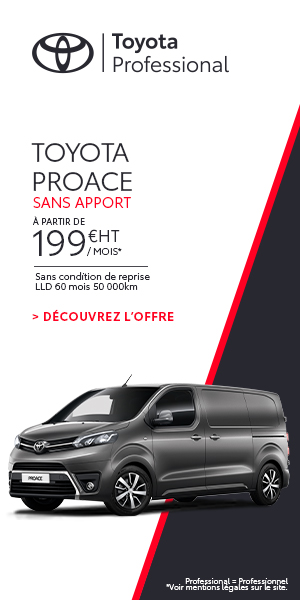 Toyota
Professional
TOYOTA
PROACE
SANS APPORT
À PARTIR DE
199€HT
/MOIS*
Sans condition de reprise
LLD 60 mois 50 000km
> DÉCOUVREZ L'OFFRE
PROACE
Professional = Professionnel
*Voir mentions légales sur le site.